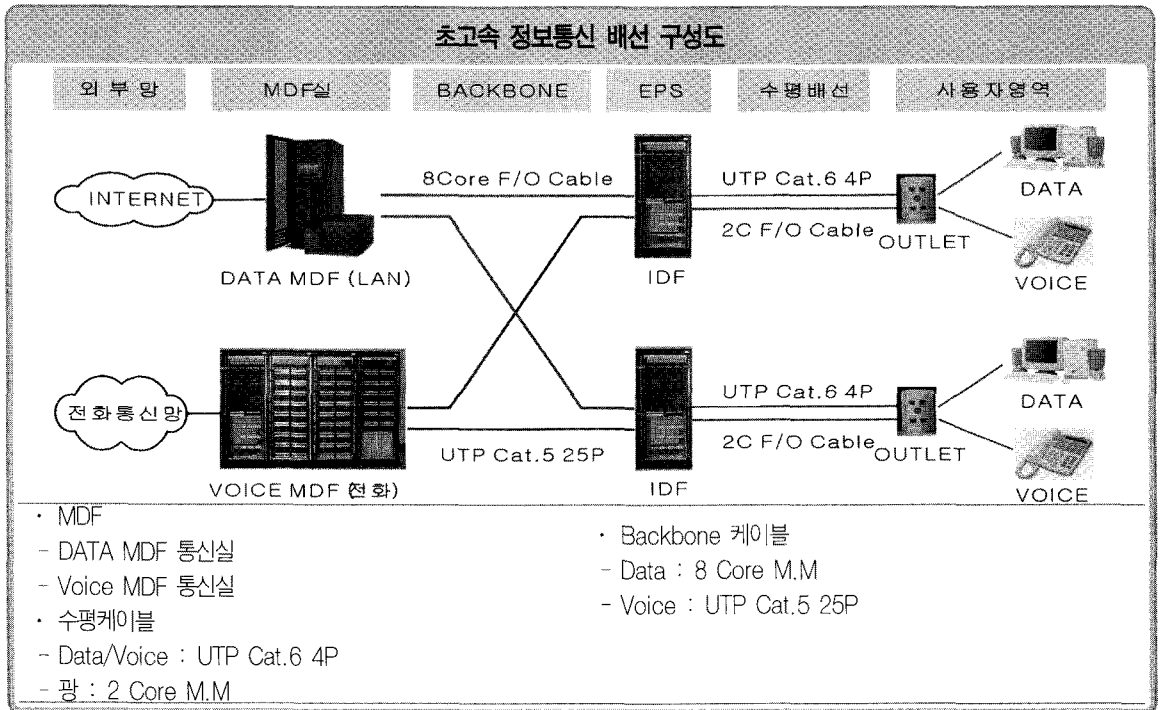 초고속 정보통신 배선 구성도
외부망 MDF실 BACKBONE EPS 수평배선 사용자영역
INTERNET
8Core F/O Cable
UTP Cat.6 4P
2C F/O Cable
OUTLET
DATA
VOICE
DATA MDF (LAN)
IDF
전화통신망
UTP Cat.5 25P
UTP Cat.6 4P
2C F/O Cable
OUTLET
DATA
VOICE
VOICE MDF 전화)
IDF
· MDF
- DATA MDF 통신실
- Voice MDF 통신실
· 수평케이블
- Data/Voice : UTP Cat.6 4P
- 광 : 2 Core M.M
· Backbone 케이블
- Data : 8 Core M.M
- Voice : UTP Cat.5 25P